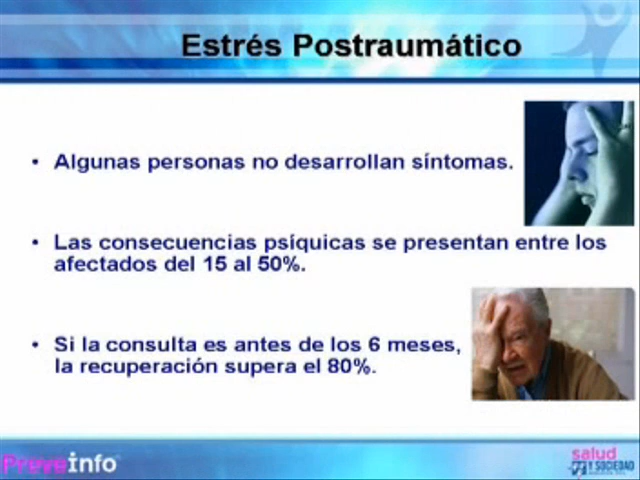 Estrés Postraumático
• Algunas personas no desarrollan síntomas.
• Las consecuencias psíquicas se presentan entre los
afectados del 15 al 50%.
• Si la consulta es antes de los 6 meses,
la recuperación supera el 80%.
Preveinfo
salud
Y SOCIEDAD